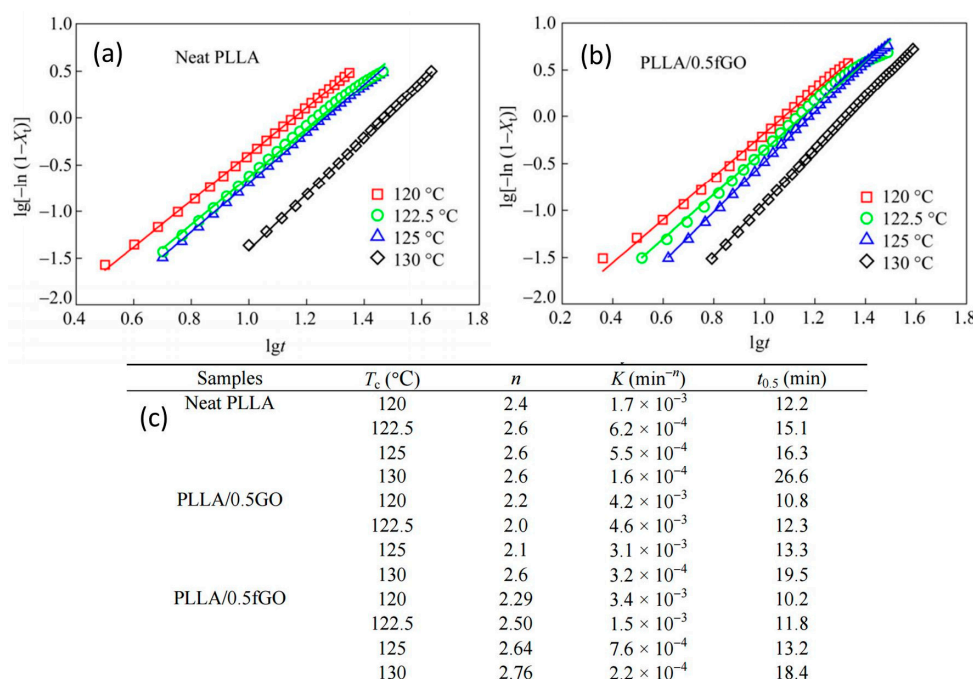 (a)
Neat PLLA
lg[−ln (1−Xt)]
1.0
0.5
0.0
−0.5
−1.0
−1.5
−2.0
120 °C
122.5 °C
125 °C
130 °C
0.4 0.6 0.8 1.0 1.2 1.4 1.6 1.8
lgt
(b)
PLLA/0.5fGO
lg[−ln (1−Xt)]
1.0
0.5
0.0
−0.5
−1.0
−1.5
−2.0
120 °C
122.5 °C
125 °C
130 °C
0.2 0.4 0.6 0.8 1.0 1.2 1.4 1.6 1.8
lgt
(c)
Samples Tc (°C) n K (min⁻ⁿ) t0.5 (min)
Neat PLLA 120 2.4 1.7 × 10⁻³ 12.2
122.5 2.6 6.2 × 10⁻⁴ 15.1
125 2.6 5.5 × 10⁻⁴ 16.3
130 2.6 1.6 × 10⁻⁴ 26.6
PLLA/0.5GO 120 2.2 4.2 × 10⁻³ 10.8
122.5 2.0 4.6 × 10⁻³ 12.3
125 2.1 3.1 × 10⁻³ 13.3
130 2.6 3.2 × 10⁻⁴ 19.5
PLLA/0.5fGO 120 2.29 3.4 × 10⁻³ 10.2
122.5 2.50 1.5 × 10⁻³ 11.8
125 2.64 7.6 × 10⁻⁴ 13.2
130 2.76 2.2 × 10⁻⁴ 18.4